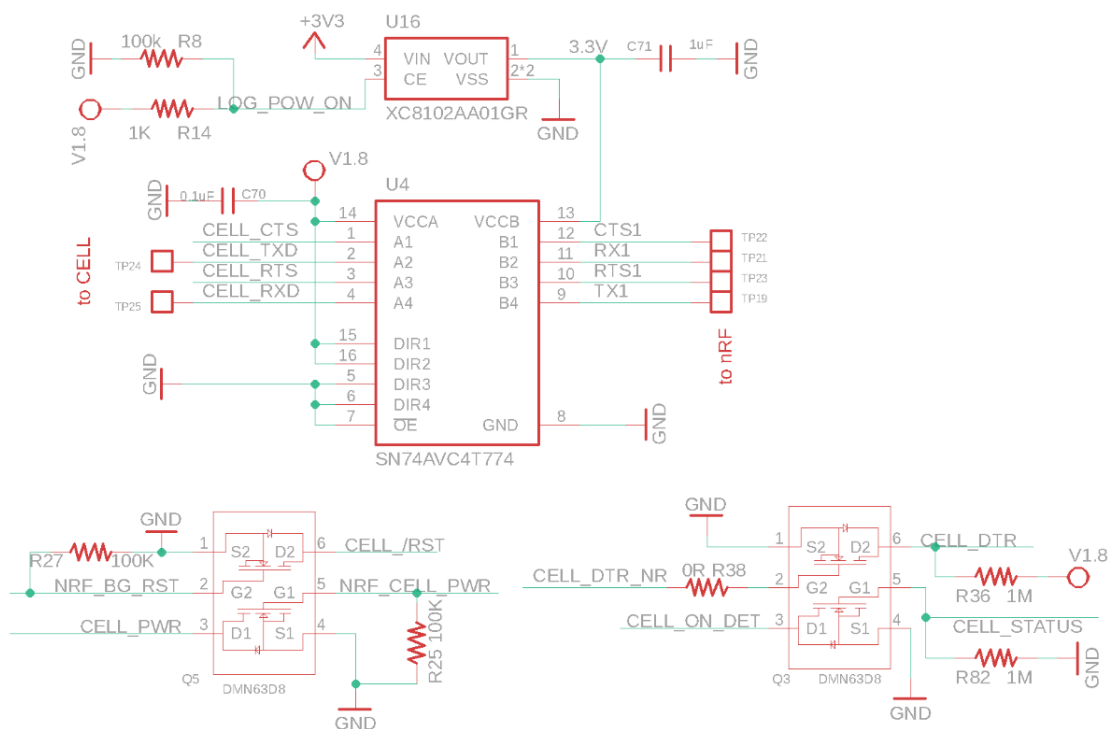 U16
+3V3
100k R8
GND
4 VIN VOUT 1
3 CE VSS 2*2
3.3V
C71 1uF
GND
LOG_POW_ON
XC8102AA01GR
GND
V1.8
1K R14
V1.8
U4
GND
0.1uF C70
14 VCCA VCCB 13
CELL_CTS 1 A1 B1 12 CTS1 TP22
CELL_TXD 2 A2 B2 11 RX1 TP21
TP24
CELL_RTS 3 A3 B3 10 RTS1 TP23
CELL_RXD 4 A4 B4 9 TX1 TP19
TP25
to CELL
to nRF
15 DIR1
16 DIR2
5 DIR3
6 DIR4
7 OE GND 8
GND
GND
SN74AVC4T774
GND
R27 100K
1 S2 D2 6 CELL_/RST
NRF_BG_RST 2 G2 G1 5 NRF_CELL_PWR
CELL_PWR 3 D1 S1 4
R25 100K
Q5 DMN63D8
GND
GND
1 S2 D2 6 CELL_DTR
V1.8
CELL_DTR_NR 0R R38 2 G2 G1 5
R36 1M
CELL_ON_DET 3 D1 S1 4
CELL_STATUS
R82 1M
GND
Q3 DMN63D8
GND